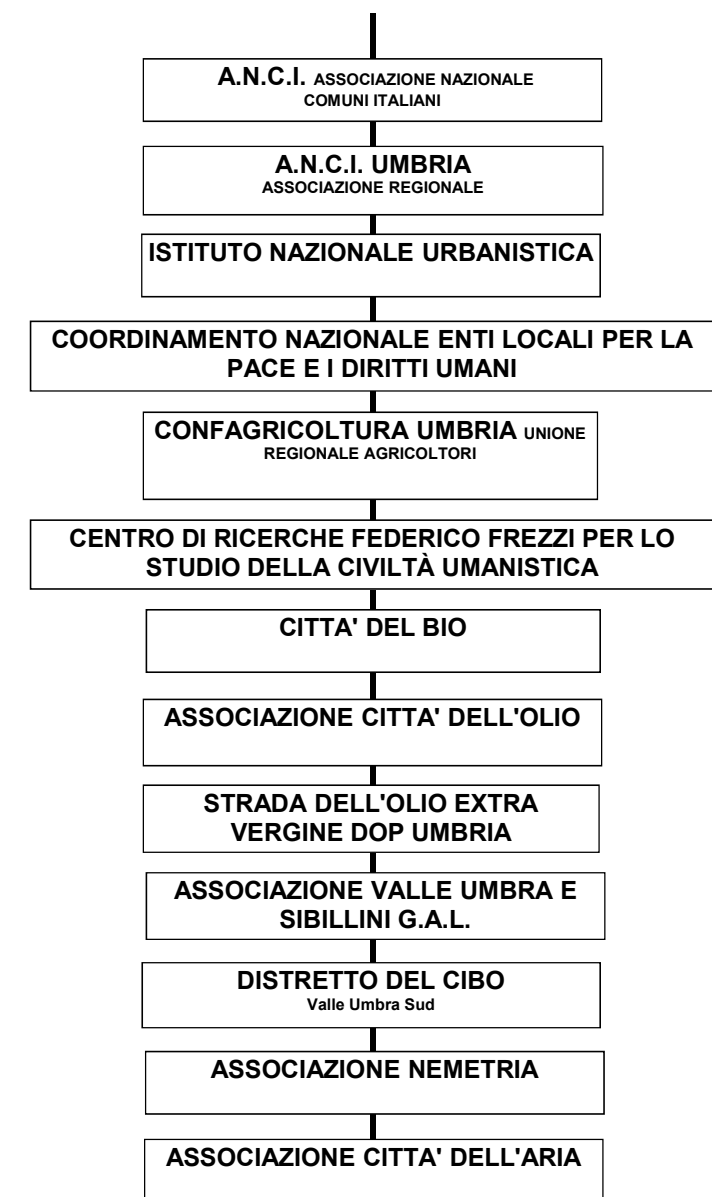 A.N.C.I. ASSOCIAZIONE NAZIONALE
COMUNI ITALIANI
A.N.C.I. UMBRIA
ASSOCIAZIONE REGIONALE
ISTITUTO NAZIONALE URBANISTICA
COORDINAMENTO NAZIONALE ENTI LOCALI PER LA
PACE E I DIRITTI UMANI
CONFAGRICOLTURA UMBRIA UNIONE
REGIONALE AGRICOLTORI
CENTRO DI RICERCHE FEDERICO FREZZI PER LO
STUDIO DELLA CIVILTÀ UMANISTICA
CITTA' DEL BIO
ASSOCIAZIONE CITTA' DELL'OLIO
STRADA DELL'OLIO EXTRA
VERGINE DOP UMBRIA
ASSOCIAZIONE VALLE UMBRA E
SIBILLINI G.A.L.
DISTRETTO DEL CIBO
Valle Umbra Sud
ASSOCIAZIONE NEMETRIA
ASSOCIAZIONE CITTA' DELL'ARIA